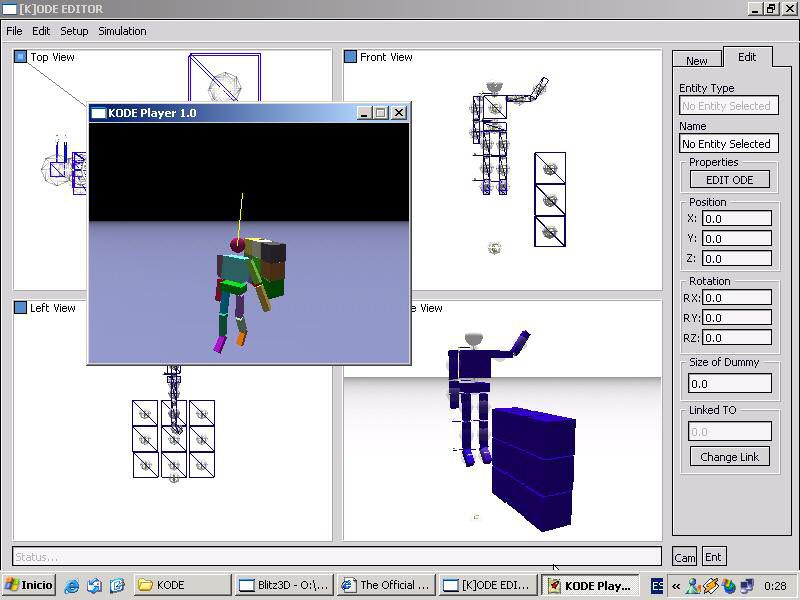 [K]ODE EDITOR
File Edit Setup Simulation
Top View
Front View
New
Edit
Entity Type
No Entity Selected
Name
No Entity Selected
Properties
EDIT ODE
Position
X: 0.0
Y: 0.0
Z: 0.0
Rotation
RX: 0.0
RY: 0.0
RZ: 0.0
Size of Dummy
0.0
Linked TO
0.0
Change Link
KODE Player 1.0
Left View
e View
Status...
Cam
Ent
Inicio
KODE
Blitz3D - O:\...
The Official ...
[K]ODE EDI...
KODE Play...
ES
0:28